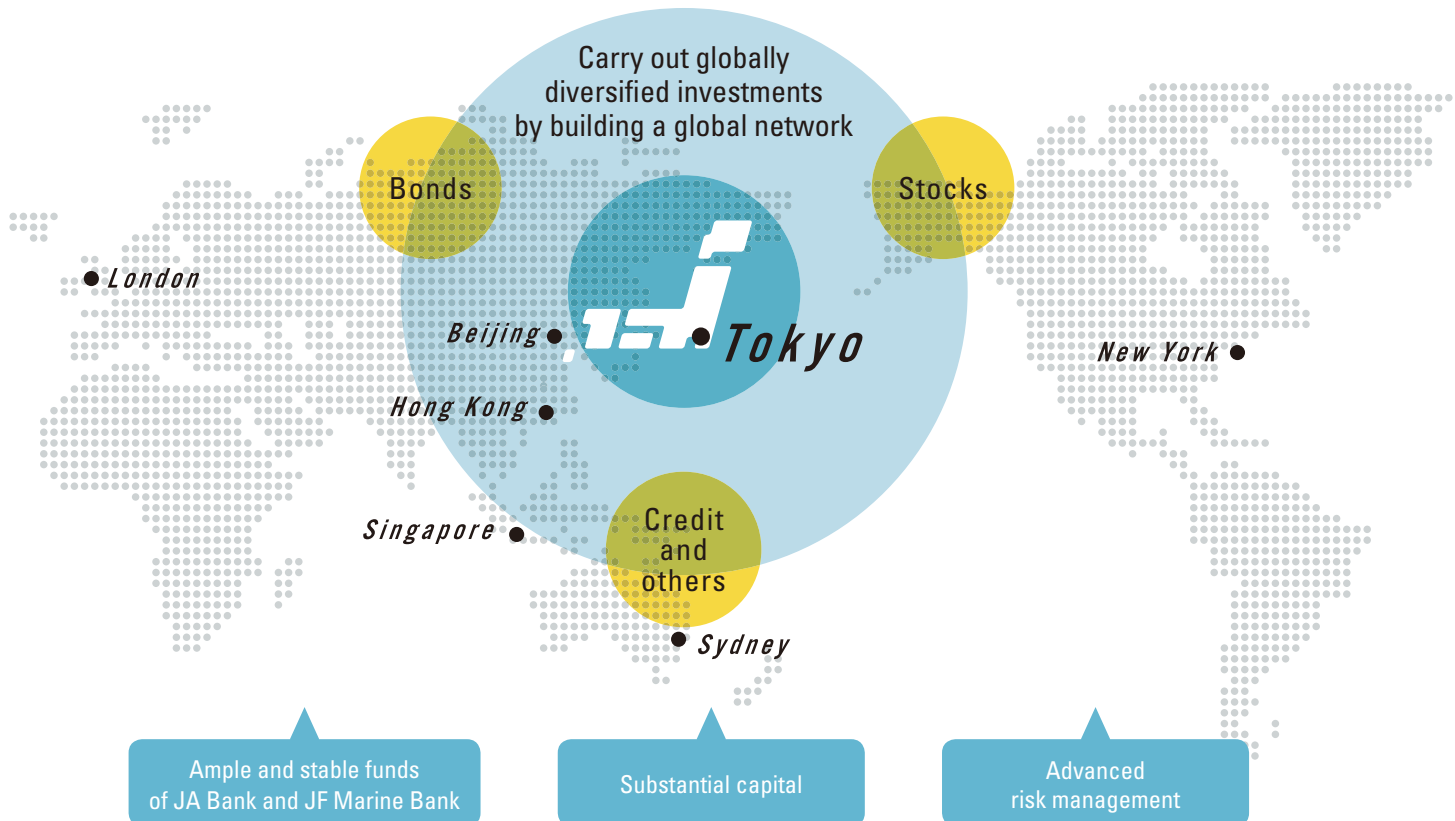 Carry out globally
diversified investments
by building a global network
Bonds
Stocks
London
Beijing
Tokyo
New York
Hong Kong
Singapore
Credit
and
others
Sydney
Ample and stable funds
of JA Bank and JF Marine Bank
Substantial capital
Advanced
risk management